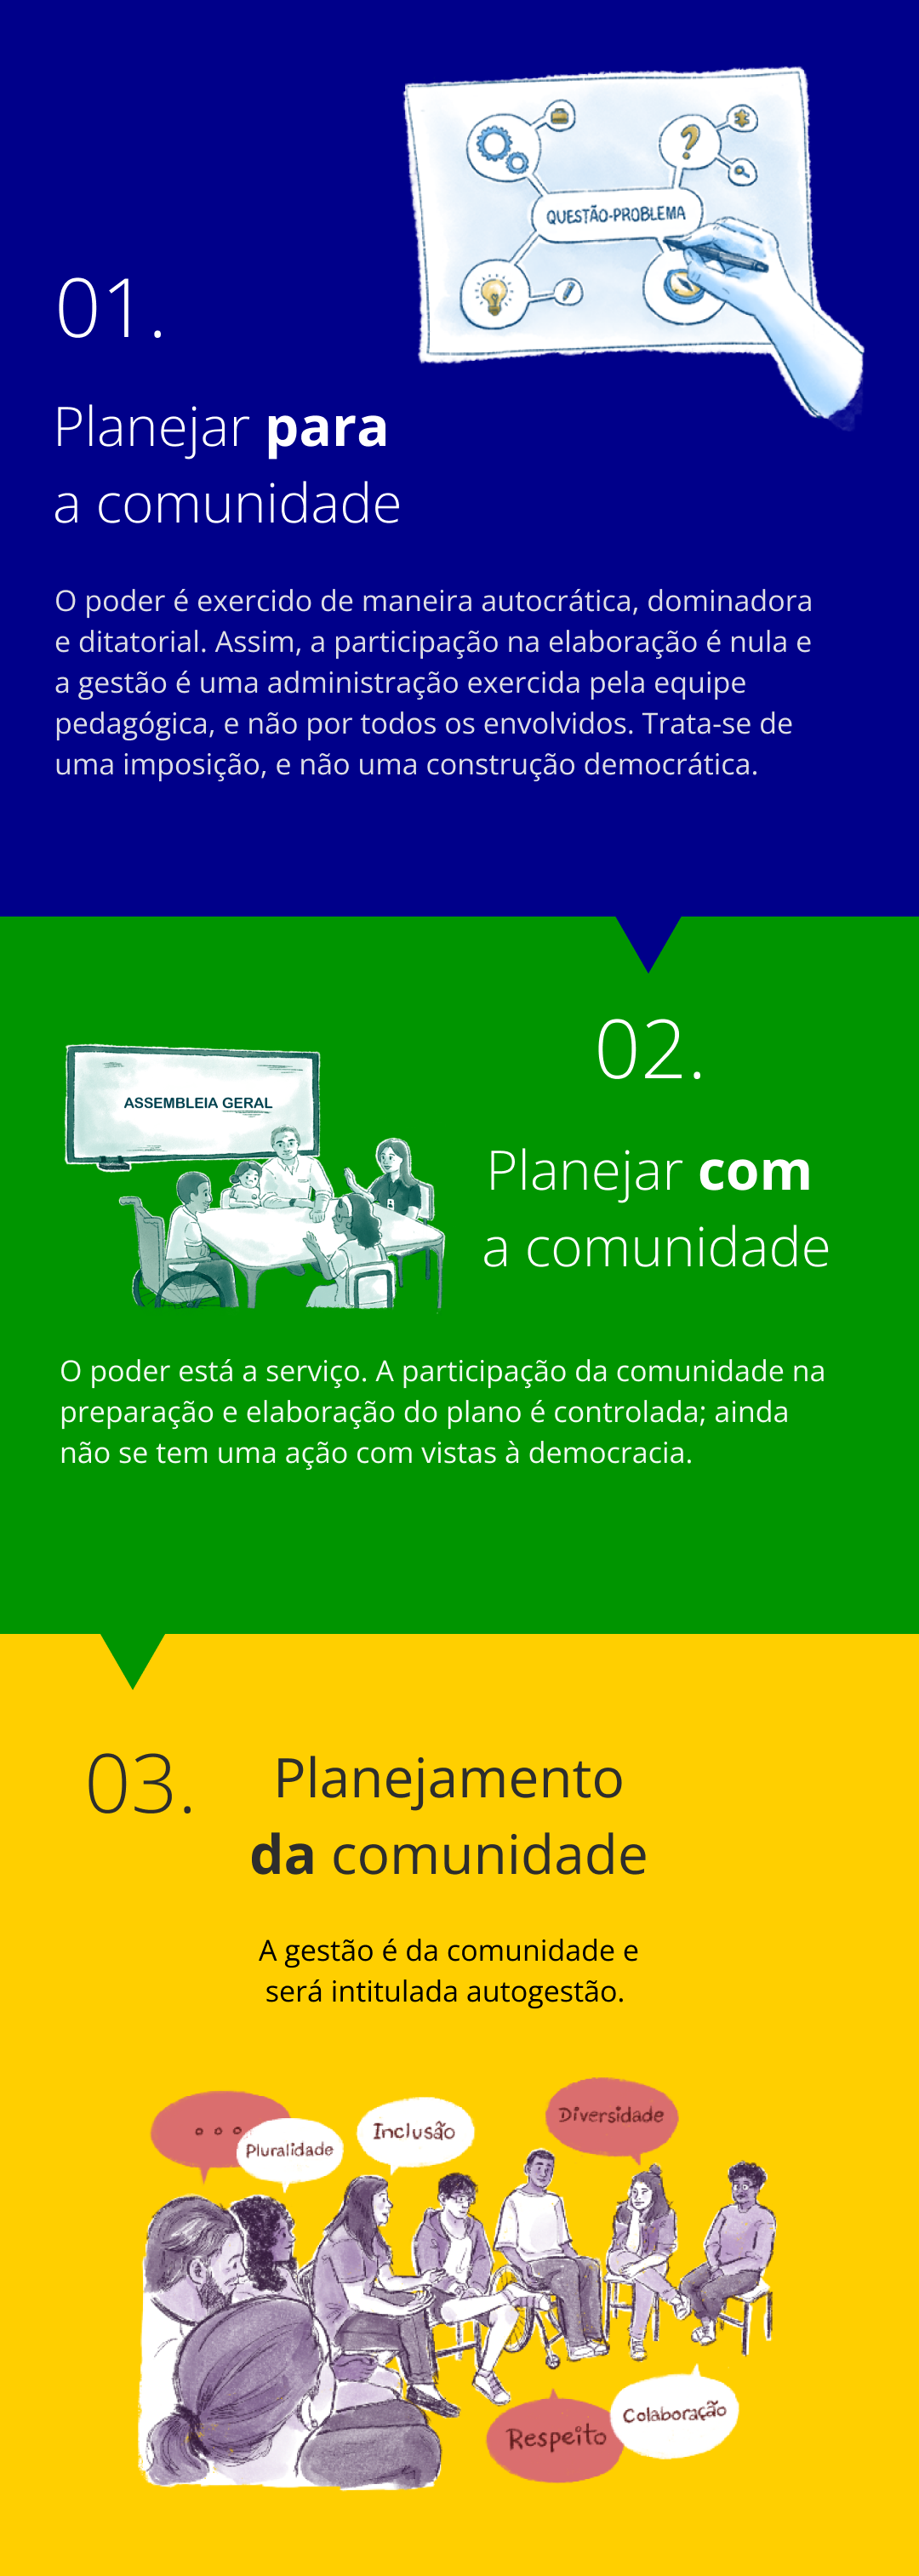 QUESTÃO-PROBLEMA
01.
Planejar para
a comunidade
O poder é exercido de maneira autocrática, dominadora
e ditatorial. Assim, a participação na elaboração é nula e
a gestão é uma administração exercida pela equipe
pedagógica, e não por todos os envolvidos. Trata-se de
uma imposição, e não uma construção democrática.
02.
ASSEMBLEIA GERAL
Planejar com
a comunidade
O poder está a serviço. A participação da comunidade na
preparação e elaboração do plano é controlada; ainda
não se tem uma ação com vistas à democracia.
03.
Planejamento
da comunidade
A gestão é da comunidade e
será intitulada autogestão.
Diversidade
Inclusão
Pluralidade
Colaboração
Respeito